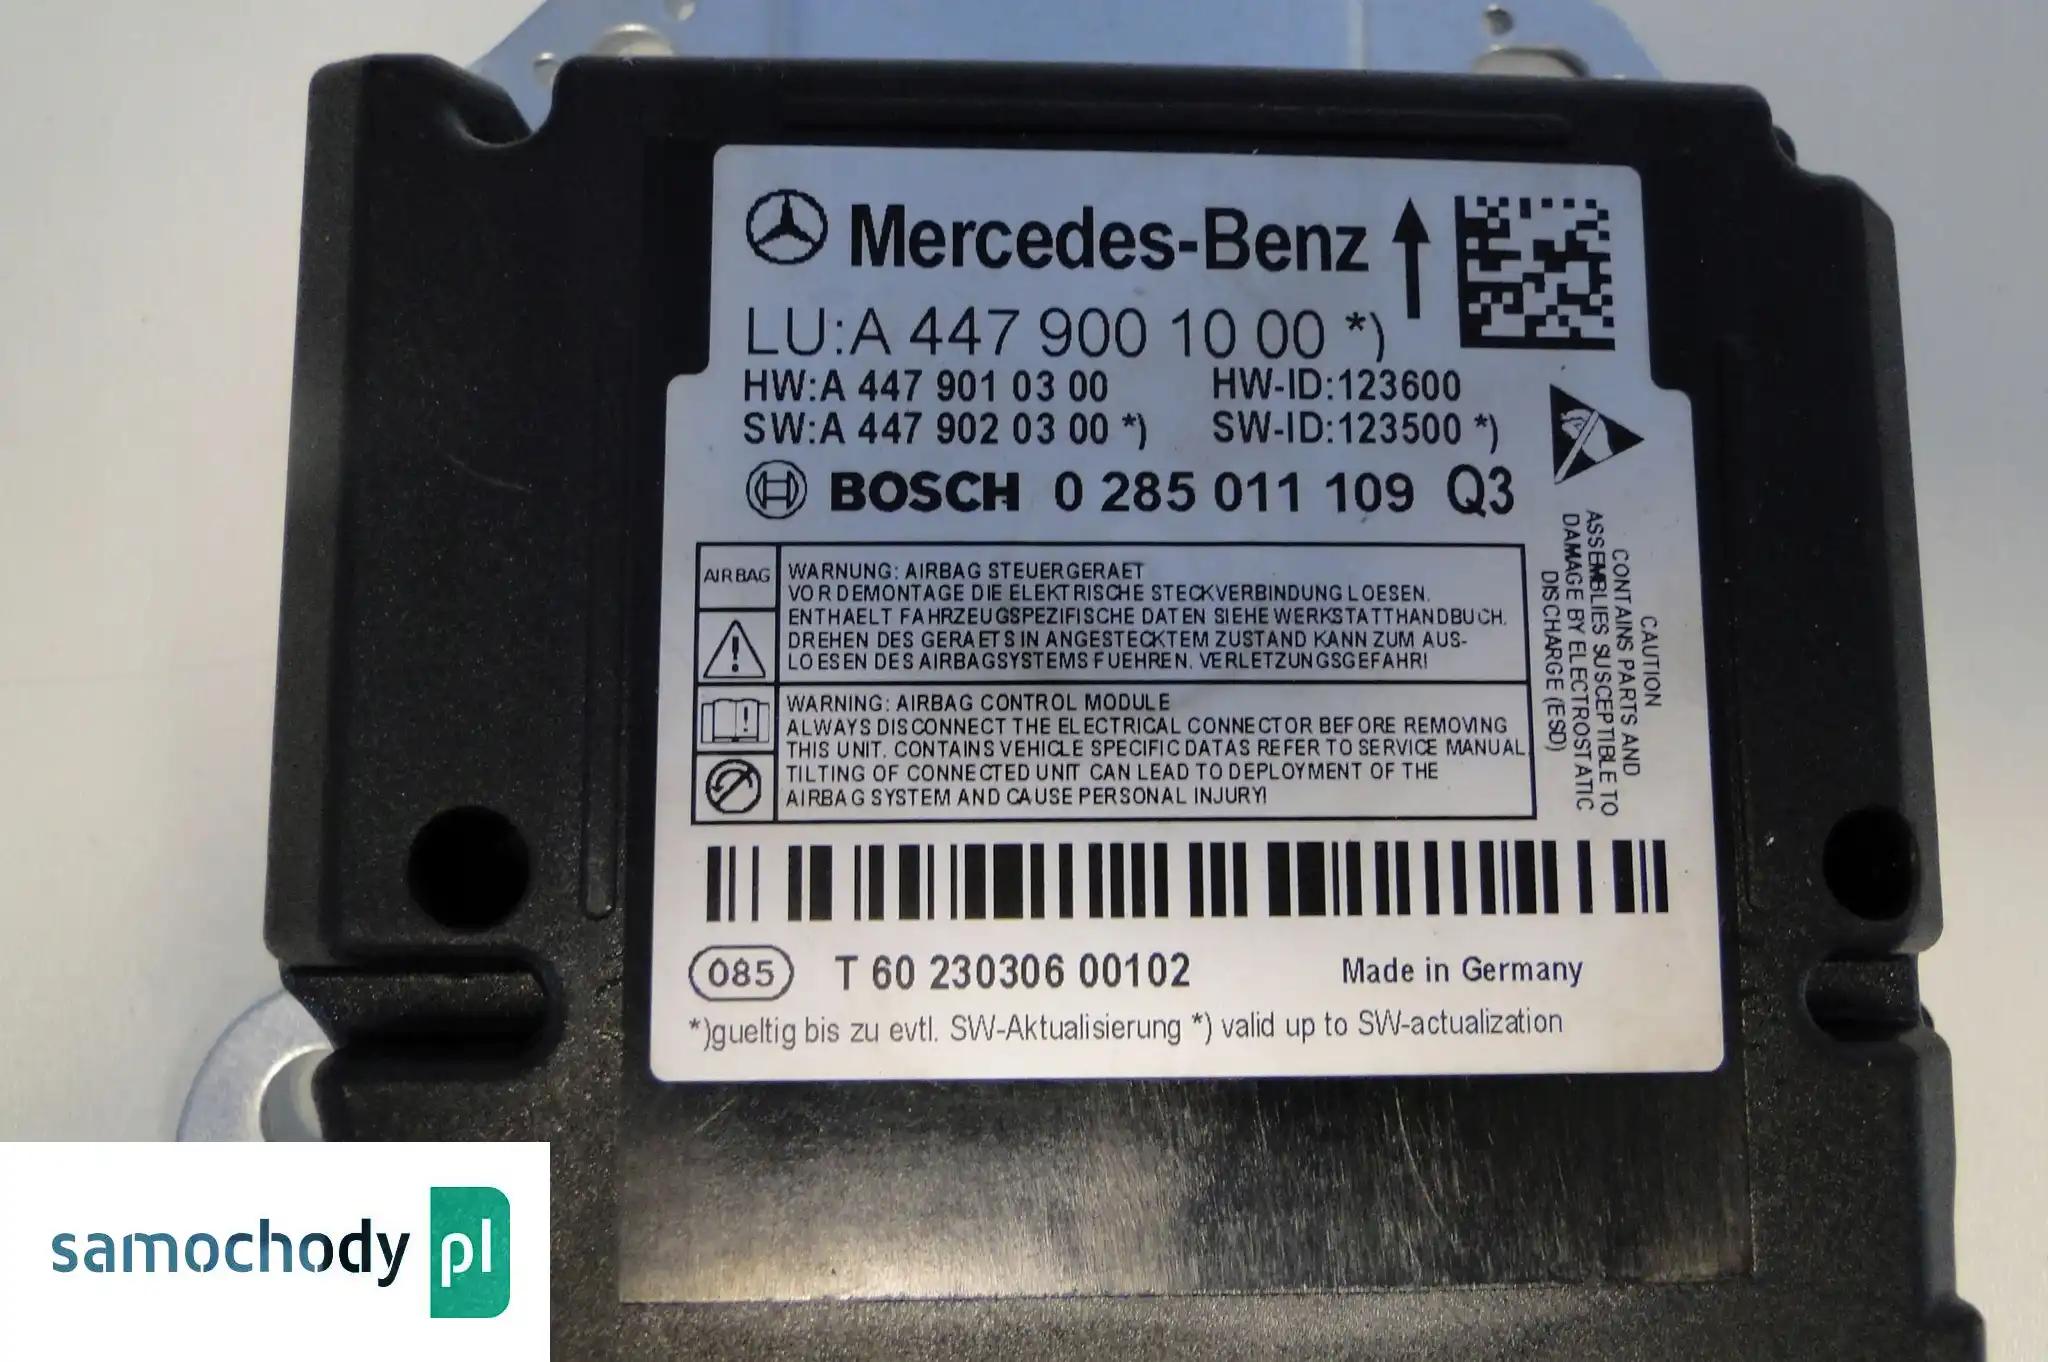 Mercedes-Benz
LU:A 447 900 10 00 *)
HW:A 447 901 03 00 HW-ID:123600
SW:A 447 902 03 00 *) SW-ID:123500 *)
BOSCH 0 285 011 109 Q3
AIRBAG
WARNUNG: AIRBAG STEUERGERAET
VOR DEMONTAGE DIE ELEKTRISCHE STECKVERBINDUNG LOESEN.
ENTHAELT FAHRZEUGSPEZIFISCHE DATEN SIEHE WERKSTATTHANDBUCH.
DREHEN DES GERAETS IN ANGESTECKTEM ZUSTAND KANN ZUM AUS-
LOESEN DES AIRBAGSYSTEMS FUEHREN. VERLETZUNGSGEFAHR!
WARNING: AIRBAG CONTROL MODULE
ALWAYS DISCONNECT THE ELECTRICAL CONNECTOR BEFORE REMOVING
THIS UNIT. CONTAINS VEHICLE SPECIFIC DATAS REFER TO SERVICE MANUAL
TILTING OF CONNECTED UNIT CAN LEAD TO DEPLOYMENT OF THE
AIRBAG SYSTEM AND CAUSE PERSONAL INJURY!
CAUTION
CONTAINS PARTS AND
ASSEMBLIES SUSCEPTIBLE TO
DAMAGE BY ELECTROSTATIC
DISCHARGE (ESD)
085 T 60 230306 00102 Made in Germany
*)gueltig bis zu evtl. SW-Aktualisierung *) valid up to SW-actualization
samochody pl